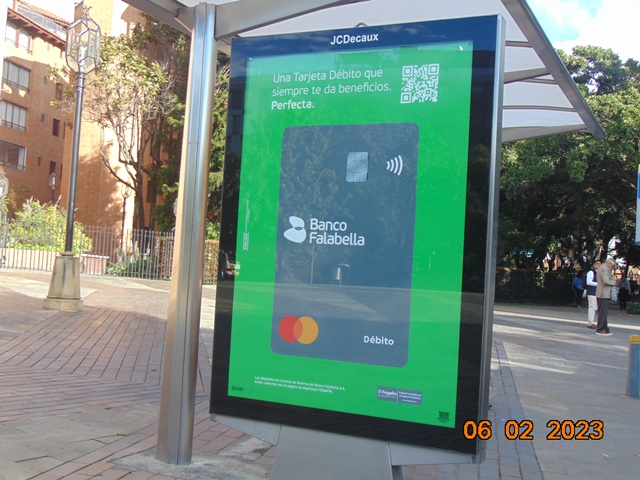 JCDecaux
Una Tarjeta Débito que
siempre te da beneficios.
Perfecta.
Banco
Falabella
Débito
06 02 2023